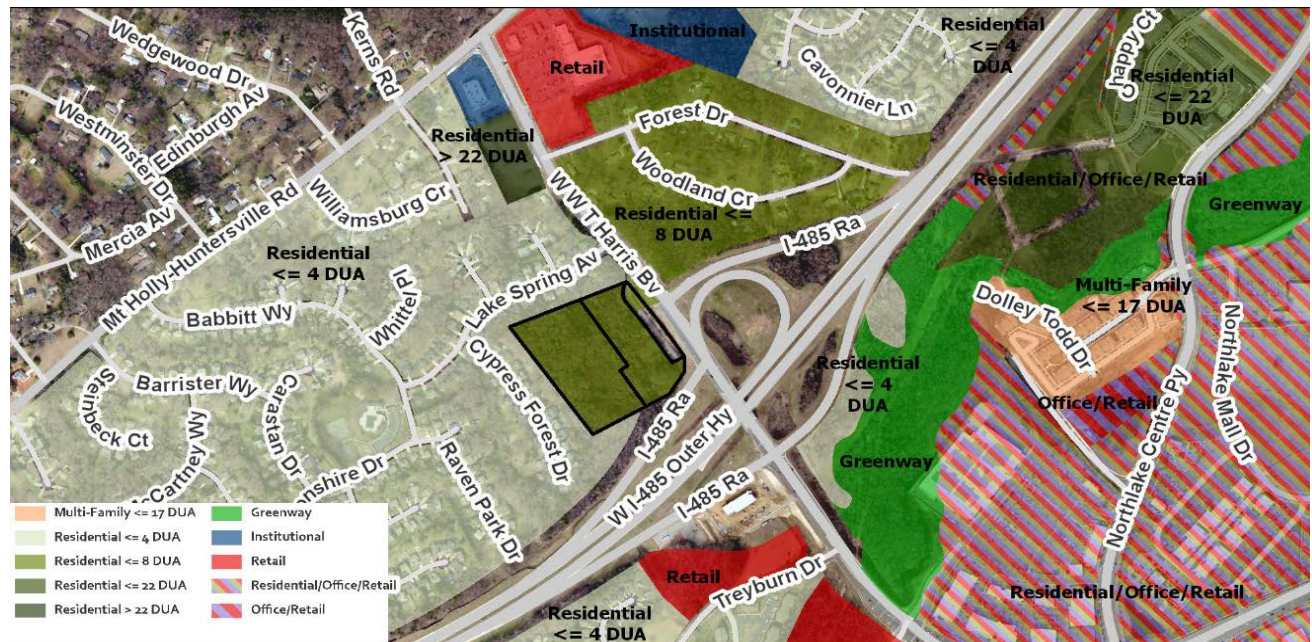 Wedgewood Dr
Kerns Rd
Edinburgh Av
Westminster Dr
Mercia Av
Mt Holly-Huntersville Rd
Williamsburg Cr
Institutional
Retail
Residential
<= 4
DUA
Cavonnier Ln
Chappy Ct
Residential
<= 22
DUA
Residential
> 22 DUA
Forest Dr
Woodland Cr
W W T Harris Bv
Residential <=
8 DUA
I-485 Ra
Residential/Office/Retail
Greenway
Residential
<= 4 DUA
Whittel Pl
Lake Spring Av
Babbitt Wy
Multi-Family
<= 17 DUA
Dolley Todd Dr
Northlake Mall Dr
Cypress Forest Dr
Barrister Wy
Carastan Dr
Steinbeck Ct
McCartney Wy
onshire Dr
Raven Park Dr
I-485 Ra
W I-485 Outer Hy
I-485 Ra
Residential
<= 4
DUA
Greenway
Office/Retail
Northlake Centre Py
Retail
Treyburn Dr
Residential
<= 4 DUA
Residential/Office/Retail
Multi-Family <= 17 DUA
Residential <= 4 DUA
Residential <= 8 DUA
Residential <= 22 DUA
Residential > 22 DUA
Greenway
Institutional
Retail
Residential/Office/Retail
Office/Retail